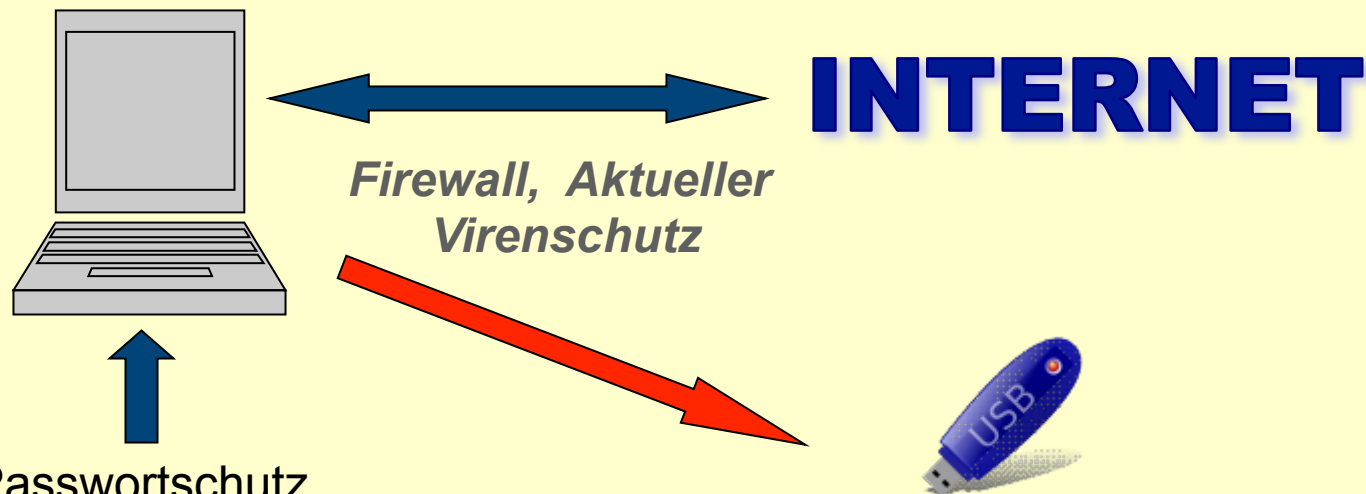 INTERNET
Firewall, Aktueller
Virenschutz
USB
Passwortschutz